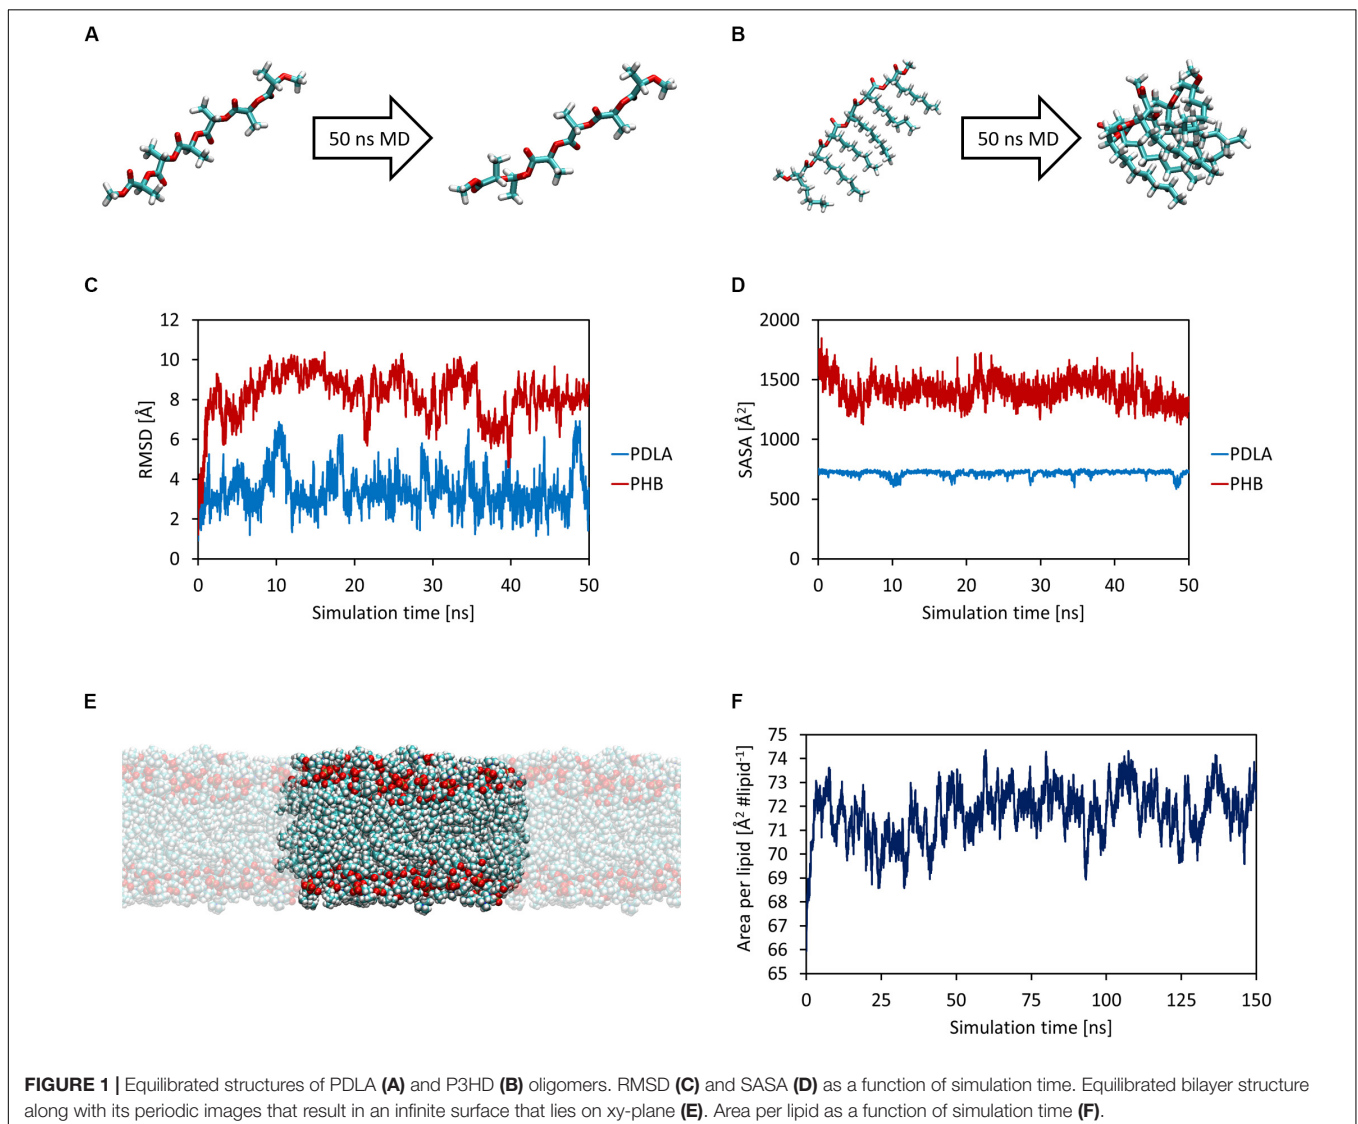 A
50 ns MD
B
50 ns MD
C
12
10
8
6
4
2
0
RMSD [Å]
0 10 20 30 40 50
Simulation time [ns]
PDLA
PHB
D
2000
1500
1000
500
0
SASA [Å²]
0 10 20 30 40 50
Simulation time [ns]
PDLA
PHB
E
F
75
74
73
72
71
70
69
68
67
66
65
Area per lipid [Å² #lipid⁻¹]
0 25 50 75 100 125 150
Simulation time [ns]
FIGURE 1 | Equilibrated structures of PDLA (A) and P3HD (B) oligomers. RMSD (C) and SASA (D) as a function of simulation time. Equilibrated bilayer structure
along with its periodic images that result in an infinite surface that lies on xy-plane (E). Area per lipid as a function of simulation time (F).